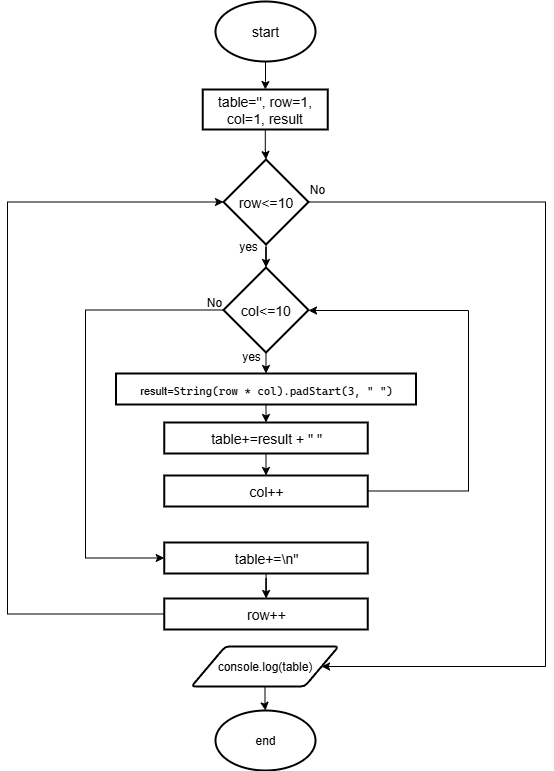 start
table='', row=1,
col=1, result
row<=10
No
yes
col<=10
No
yes
result=String(row * col).padStart(3, " ")
table+=result + " "
col++
table+=\n"
row++
console.log(table)
end